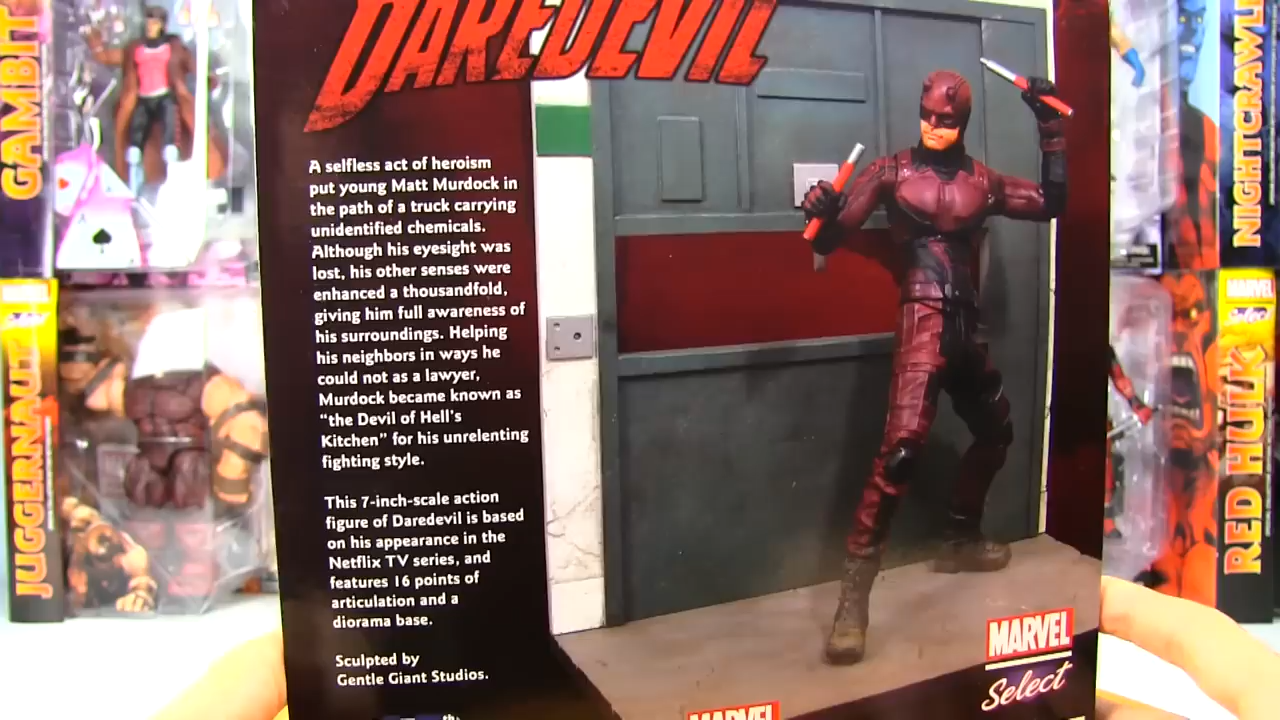 DAREDEVIL
A selfless act of heroism
put young Matt Murdock in
the path of a truck carrying
unidentified chemicals.
Although his eyesight was
lost, his other senses were
enhanced a thousandfold,
giving him full awareness of
his surroundings. Helping
his neighbors in ways he
could not as a lawyer,
Murdock became known as
“the Devil of Hell's
Kitchen” for his unrelenting
fighting style.
This 7-inch-scale action
figure of Daredevil is based
on his appearance in the
Netflix TV series, and
features 16 points of
articulation and a
diorama base.
Sculpted by
Gentle Giant Studios.
MARVEL
Select
MARVEL
th
GAMBIT
A
JUGGERNAUT
NIGHTCRAWL
MARVEL
Select
RED HULK